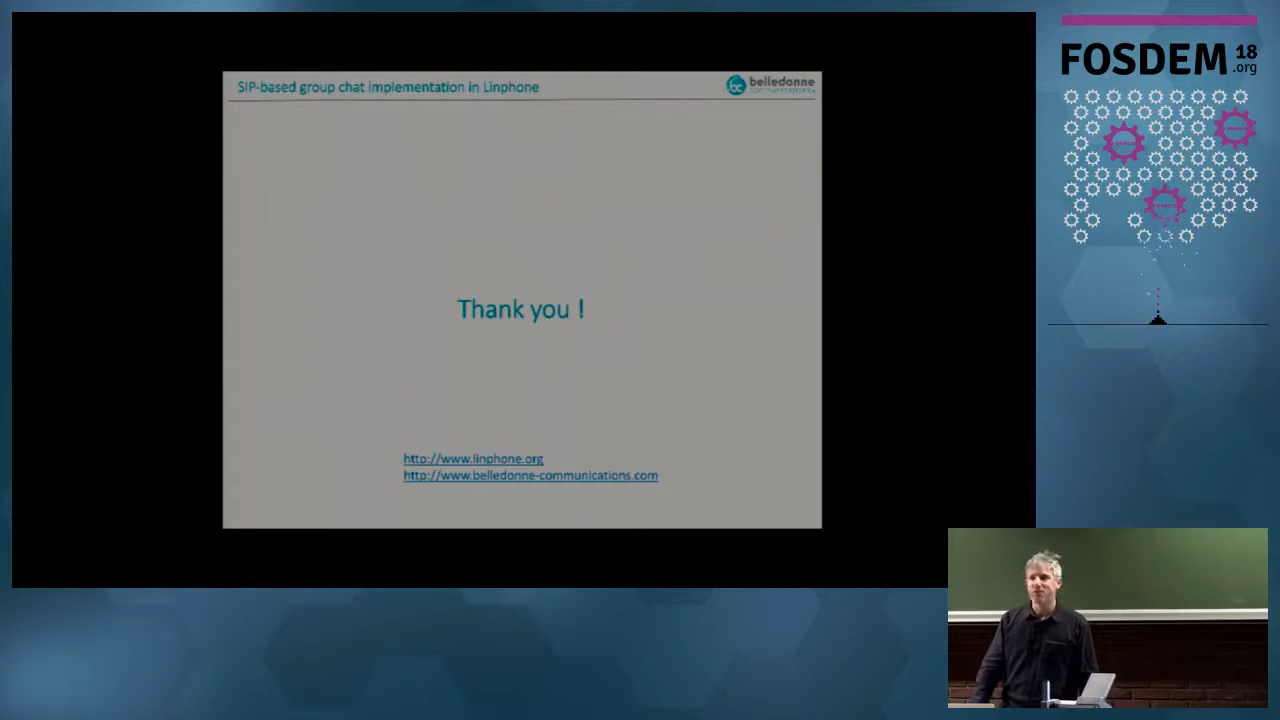 SIP-based group chat implementation in Linphone
belledonne
communications
Thank you !
http://www.linphone.org
http://www.belledonne-communications.com
FOSDEM 18
.org